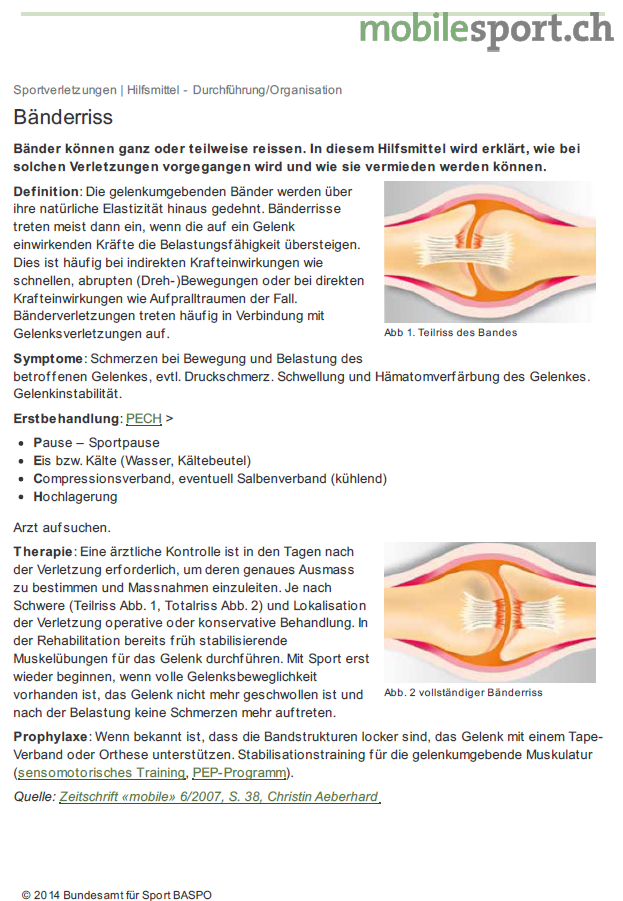 mobilesport.ch
Sportverletzungen | Hilfsmittel - Durchführung/Organisation
Bänderriss
Bänder können ganz oder teilweise reissen. In diesem Hilfsmittel wird erklärt, wie bei
solchen Verletzungen vorgegangen wird und wie sie vermieden werden können.
Definition: Die gelenkumgebenden Bänder werden über
ihre natürliche Elastizität hinaus gedehnt. Bänderrisse
treten meist dann ein, wenn die auf ein Gelenk
einwirkenden Kräfte die Belastungsfähigkeit übersteigen.
Dies ist häufig bei indirekten Krafteinwirkungen wie
schnellen, abrupten (Dreh-)Bewegungen oder bei direkten
Krafteinwirkungen wie Aufpralltraumen der Fall.
Bänderverletzungen treten häufig in Verbindung mit
Gelenksverletzungen auf.
Abb 1. Teilriss des Bandes
Symptome: Schmerzen bei Bewegung und Belastung des
betroffenen Gelenkes, evtl. Druckschmerz. Schwellung und Hämatomverfärbung des Gelenkes.
Gelenkinstabilität.
Erstbehandlung: PECH >
• Pause – Sportpause
• Eis bzw. Kälte (Wasser, Kältebeutel)
• Compressionsverband, eventuell Salbenverband (kühlend)
• Hochlagerung
Arzt aufsuchen.
Therapie: Eine ärztliche Kontrolle ist in den Tagen nach
der Verletzung erforderlich, um deren genaues Ausmass
zu bestimmen und Massnahmen einzuleiten. Je nach
Schwere (Teilriss Abb. 1, Totalriss Abb. 2) und Lokalisation
der Verletzung operative oder konservative Behandlung. In
der Rehabilitation bereits früh stabilisierende
Muskelübungen für das Gelenk durchführen. Mit Sport erst
wieder beginnen, wenn volle Gelenksbeweglichkeit
vorhanden ist, das Gelenk nicht mehr geschwollen ist und
nach der Belastung keine Schmerzen mehr auftreten.
Abb. 2 vollständiger Bänderriss
Prophylaxe: Wenn bekannt ist, dass die Bandstrukturen locker sind, das Gelenk mit einem Tape-
Verband oder Orthese unterstützen. Stabilisationstraining für die gelenkumgebende Muskulatur
(sensomotorisches Training, PEP-Programm).
Quelle: Zeitschrift «mobile» 6/2007, S. 38, Christin Aeberhard
© 2014 Bundesamt für Sport BASPO